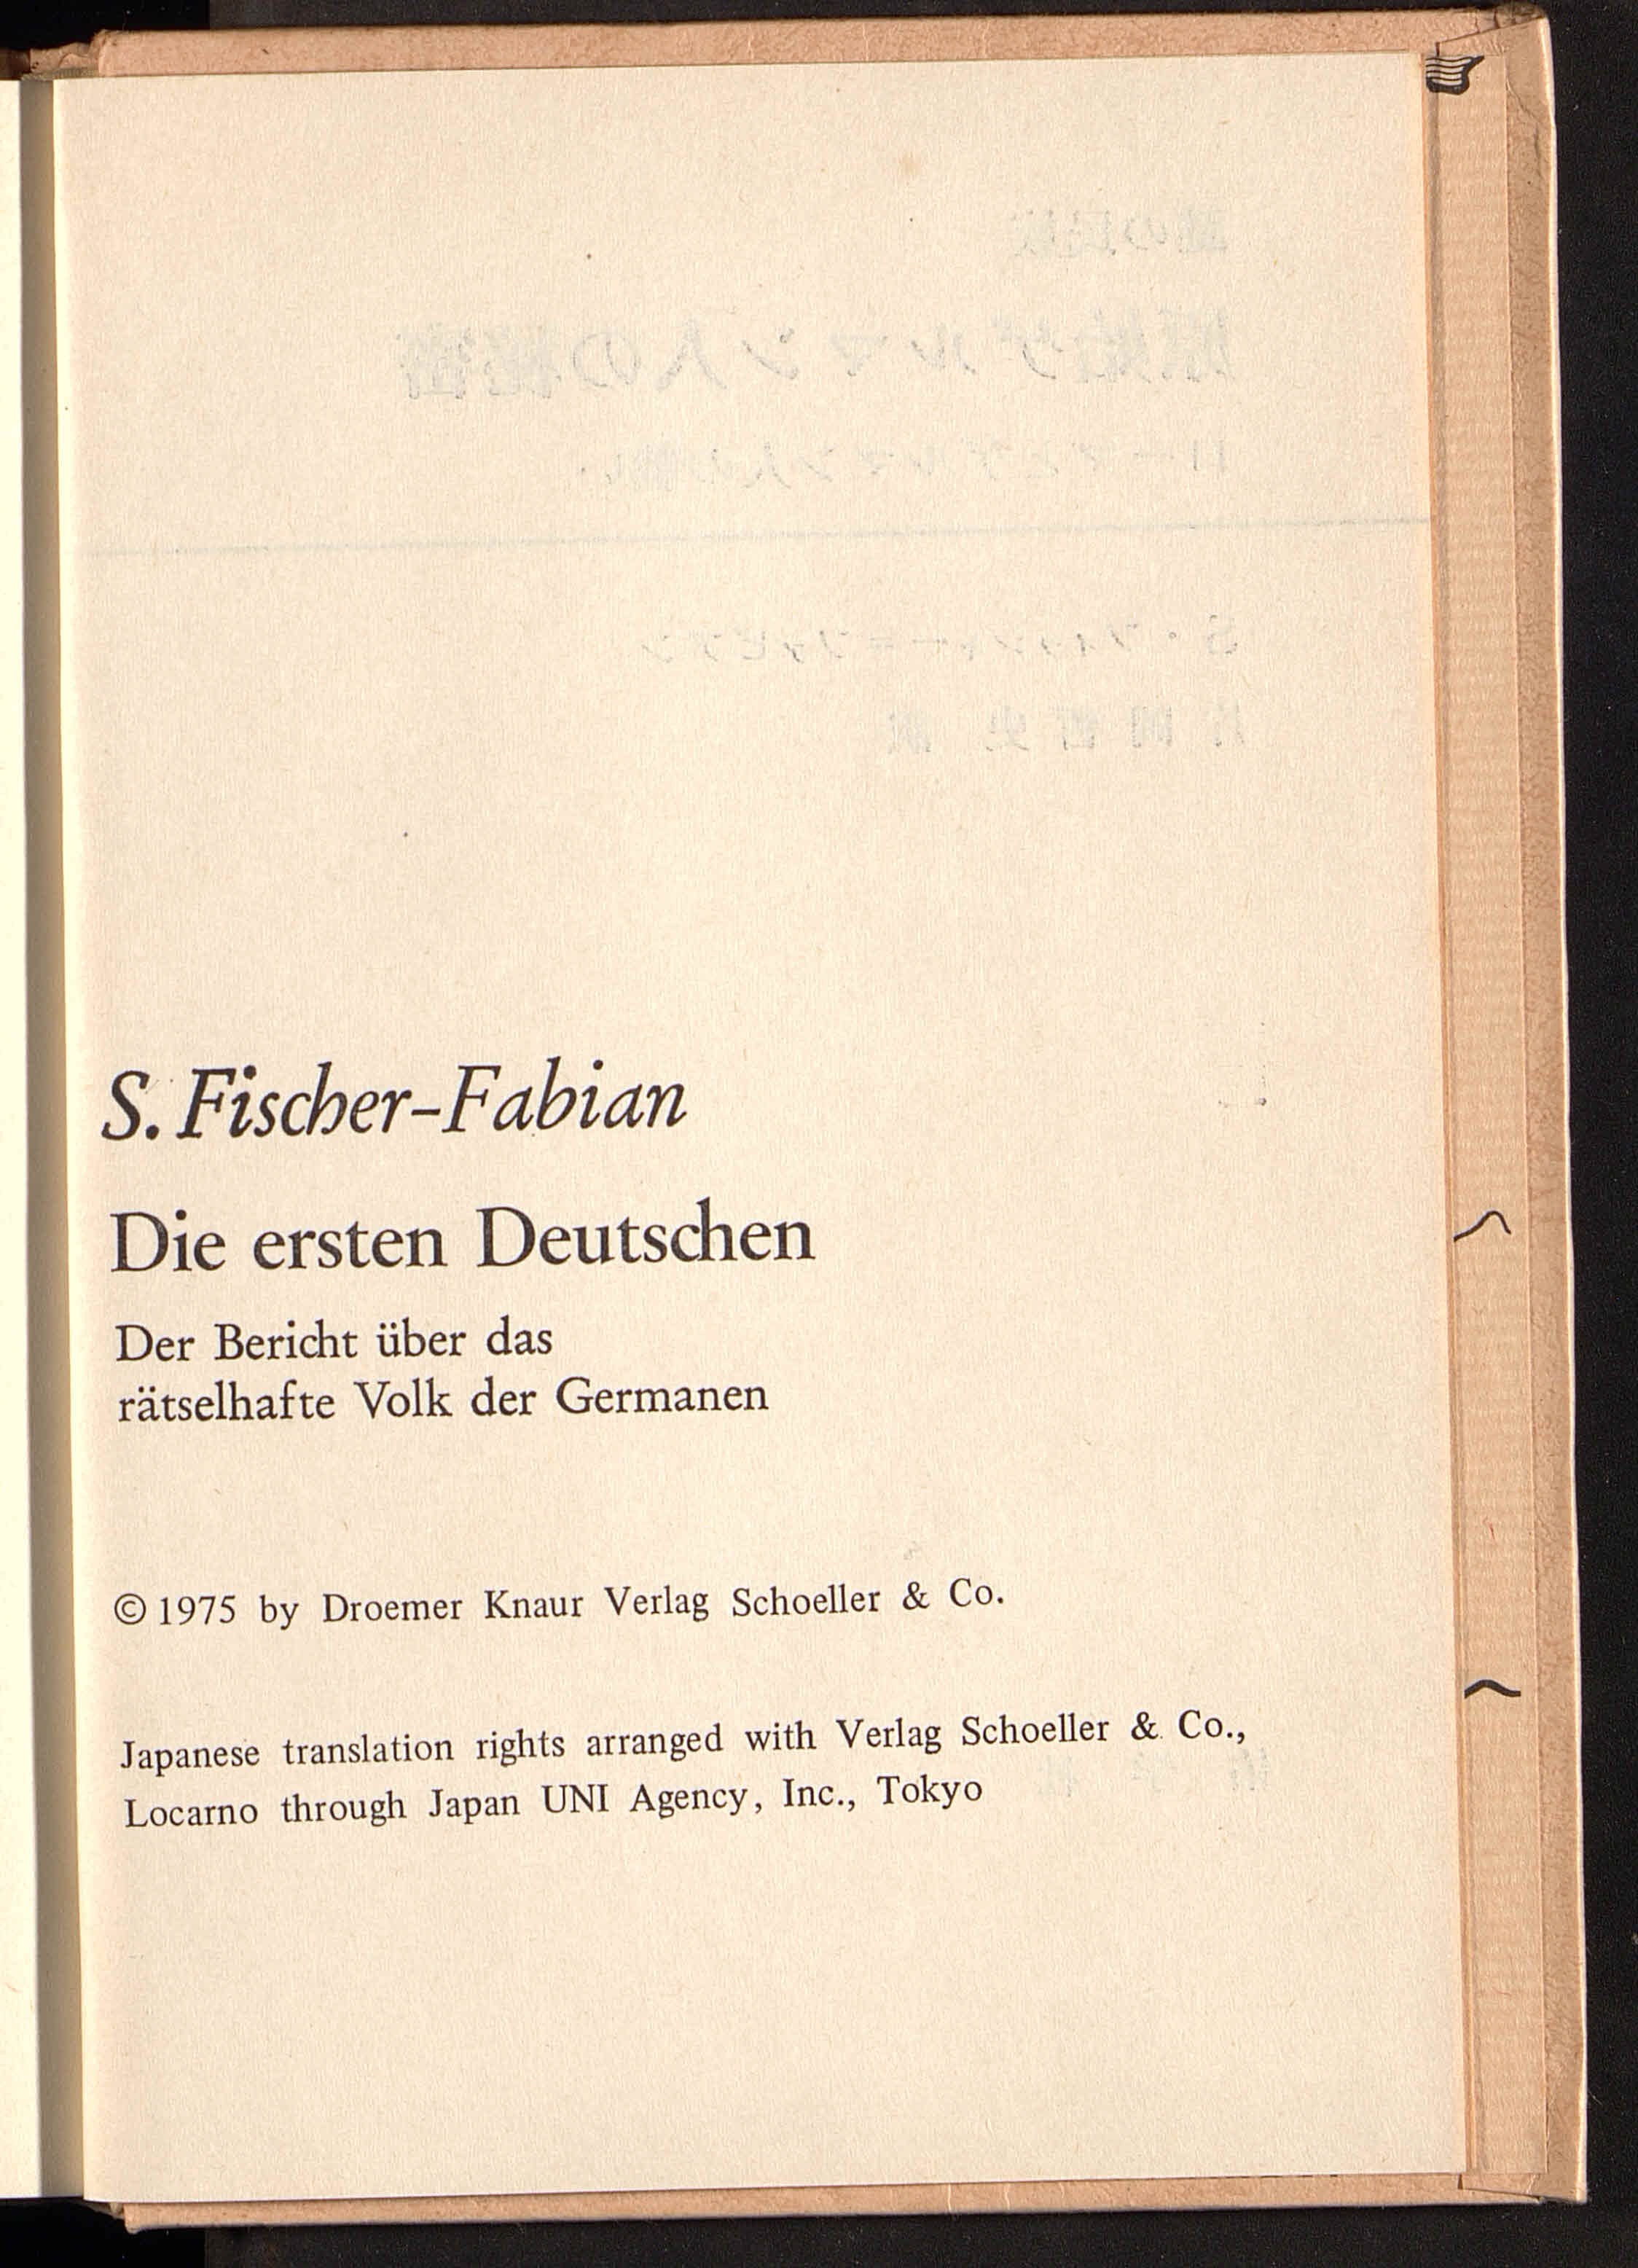 S. Fischer-Fabian
Die ersten Deutschen
Der Bericht über das
rätselhafte Volk der Germanen
© 1975 by Droemer Knaur Verlag Schoeller & Co.
Japanese translation rights arranged with Verlag Schoeller & Co.,
Locarno through Japan UNI Agency, Inc., Tokyo